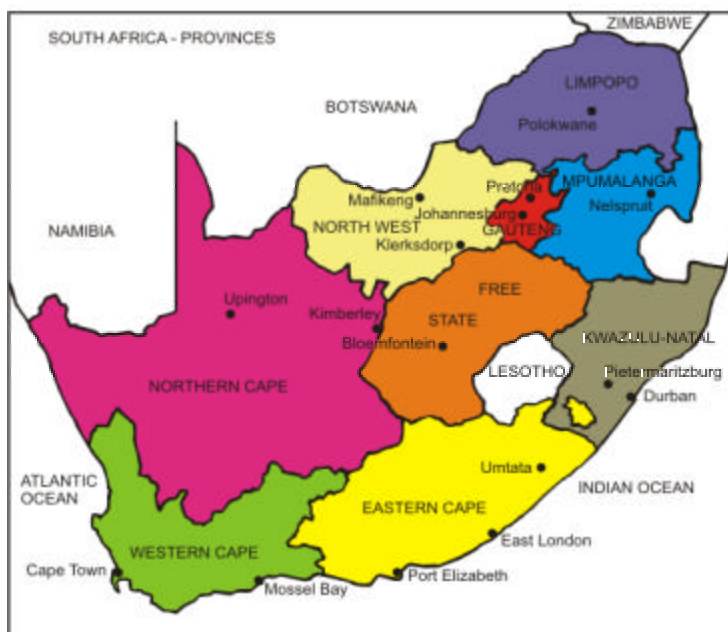 ZIMBABWE
SOUTH AFRICA - PROVINCES
LIMPOPO
BOTSWANA
Polokwane
Pretoria
MPUMALANGA
Mafikeng
Nelspruit
Johannesburg
NORTH WEST
GAUTENG
NAMIBIA
Klerksdorp
FREE
STATE
Upington
Kimberley
KWAZULU-NATAL
Bloemfontein
LESOTHO
Pietermaritzburg
NORTHERN CAPE
Durban
Umtata
ATLANTIC
OCEAN
INDIAN OCEAN
EASTERN CAPE
East London
WESTERN CAPE
Cape Town
Port Elizabeth
Mossel Bay